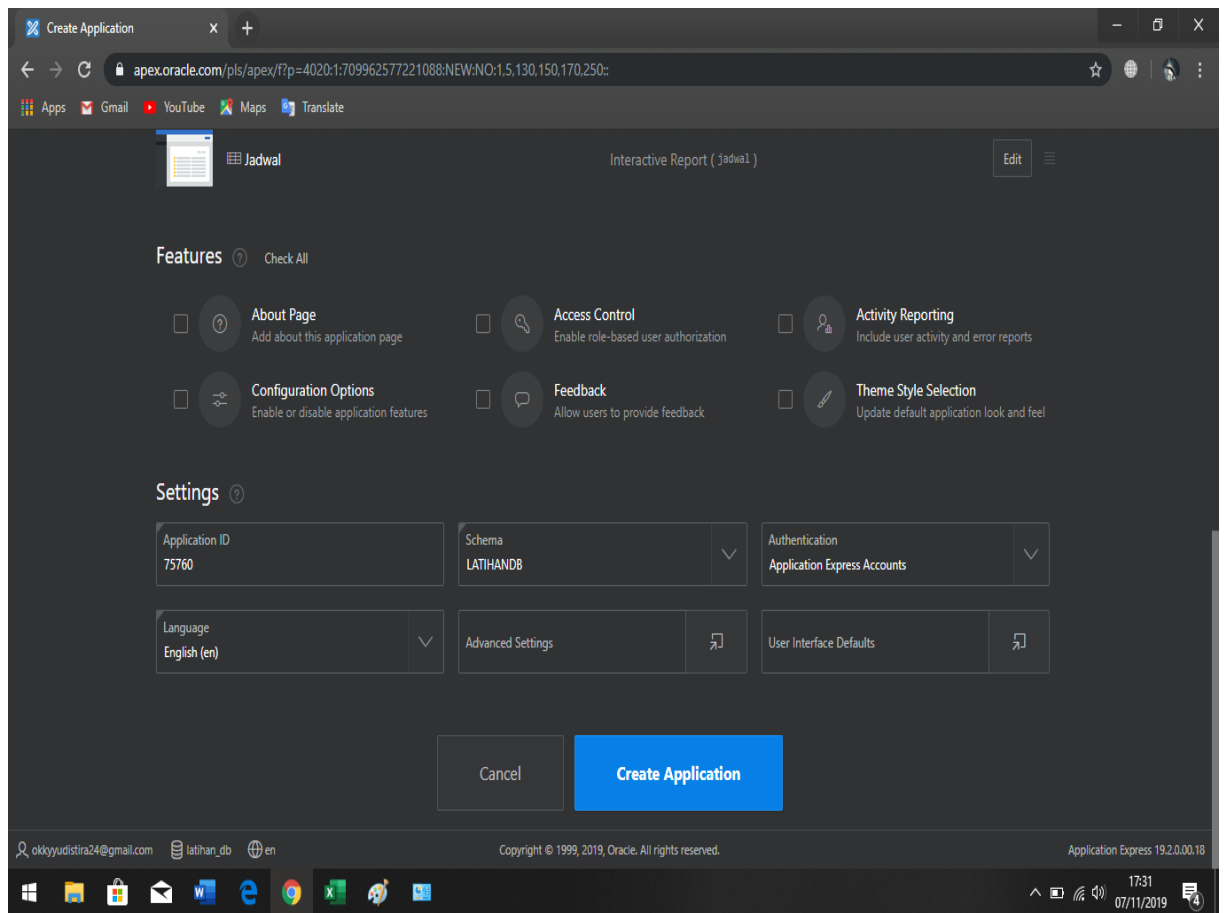 Create Application
apex.oracle.com/pls/apex/f?p=4020:1:709962577221088:NEW:NO:1,5,130,150,170,250::
Apps Gmail YouTube Maps Translate
Jadwal Interactive Report ( jadwal ) Edit
Features ? Check All
About Page Access Control Activity Reporting
Add about this application page Enable role-based user authorization Include user activity and error reports
Configuration Options Feedback Theme Style Selection
Enable or disable application features Allow users to provide feedback Update default application look and feel
Settings ?
Application ID Schema Authentication
75760 LATIHANDB Application Express Accounts
Language
English (en) Advanced Settings User Interface Defaults
Cancel Create Application
okkyyudistira24@gmail.com latihan_db en Copyright © 1999, 2019, Oracle. All rights reserved. Application Express 19.2.0.00.18
17:31
07/11/2019 4